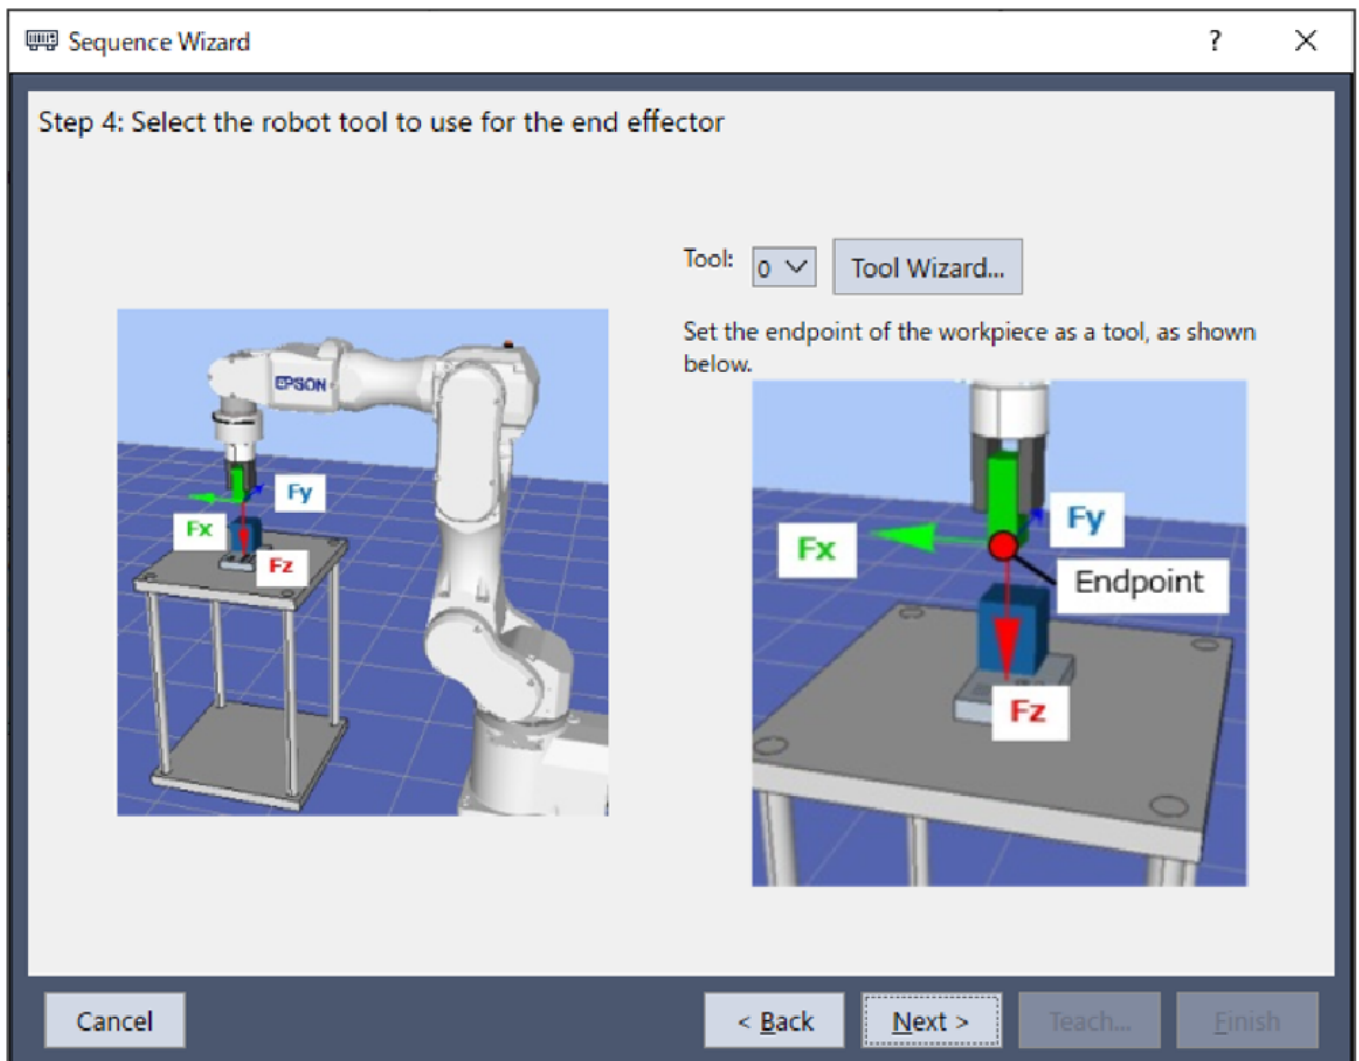 Sequence Wizard
?
Step 4: Select the robot tool to use for the end effector
Tool:
0
Tool Wizard...
Set the endpoint of the workpiece as a tool, as shown
below.
EPSON
Fy
Fx
Fz
Fy
Fx
Endpoint
Fz
Cancel
< Back
Next >
Teach...
Finish